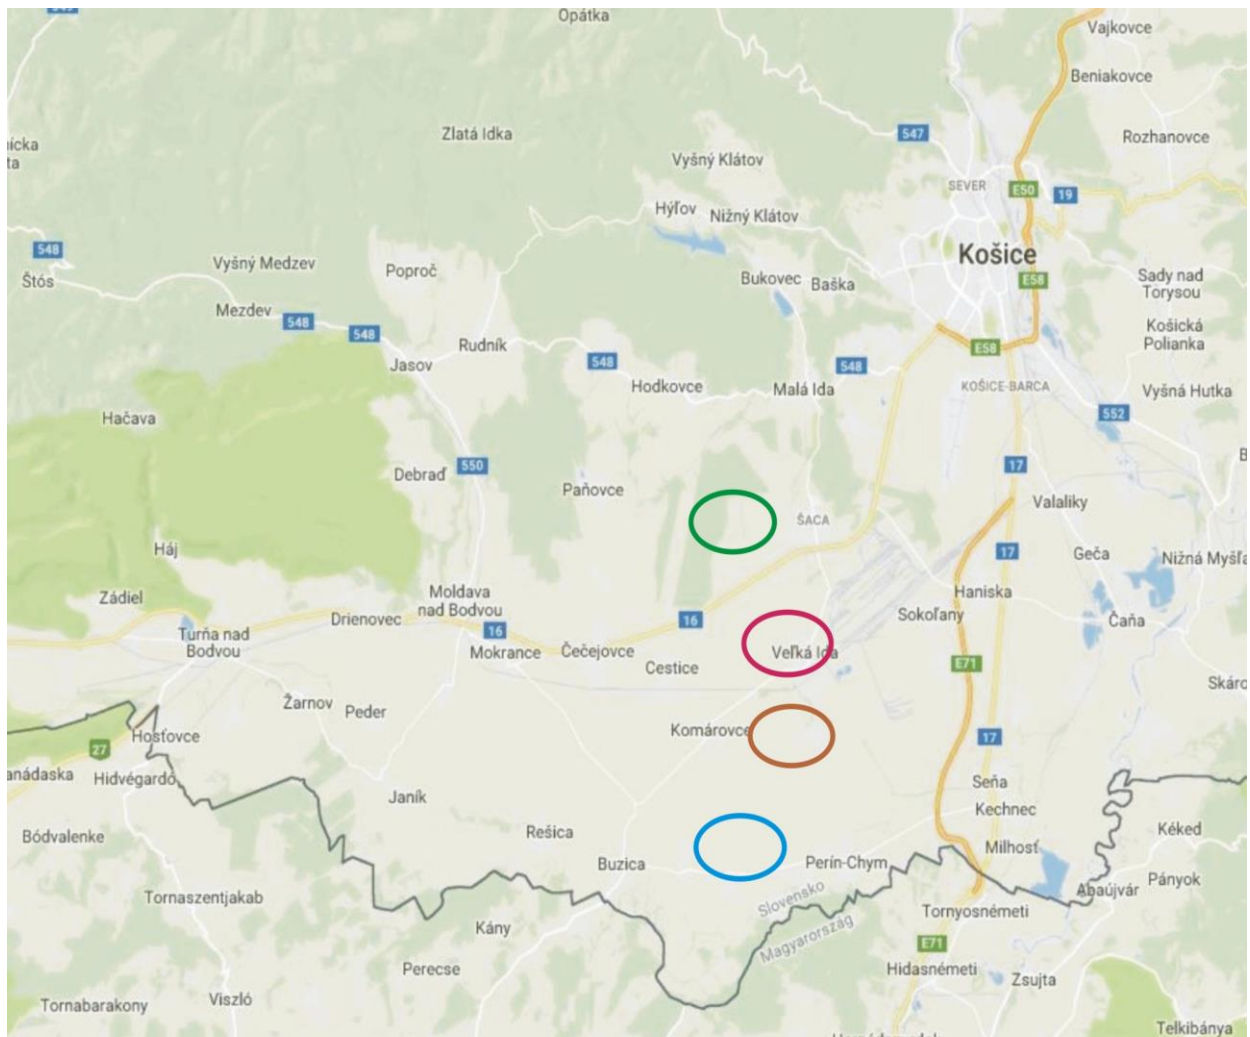 Opátka
Vajkovce
Beniakovce
547
Zlatá Idka
Rozhanovce
Vyšný Klátov
SEVER
E50
19
Hýľov
Nižný Klátov
548
Košice
Štós
Vyšný Medzev
Poproč
Bukovec
Baška
E58
Sady nad
Torysou
Mezdev
548
548
Rudník
Košická
Polianka
E58
Jasov
548
548
Hodkovce
Malá Ida
KOŠICE-BARCA
Vyšná Hutka
Hačava
552
Debraď
550
17
Paňovce
Valaliky
ŠACA
Háj
17
Geča
Zádiel
Moldava
nad Bodvou
Haniska
Drienovec
16
Sokoľany
Čaňa
Turňa nad
Bodvou
16
Mokrance
Čečejovce
Cestice
Veľká Ida
E71
Žarnov
Peder
Komárovce
Hosťovce
27
17
Hidvégardó
Seňa
Janík
Kechnec
Bódvalenke
Rešica
Kéked
Milhosť
Buzica
Perín-Chym
Pányok
Abaújvár
Tornaszentjakab
Slovensko
Tornyosnémeti
Kány
Magyarország
E71
Perecse
Hidasnémeti
Zsujta
Tornabarakony
Viszló
Telkibánya